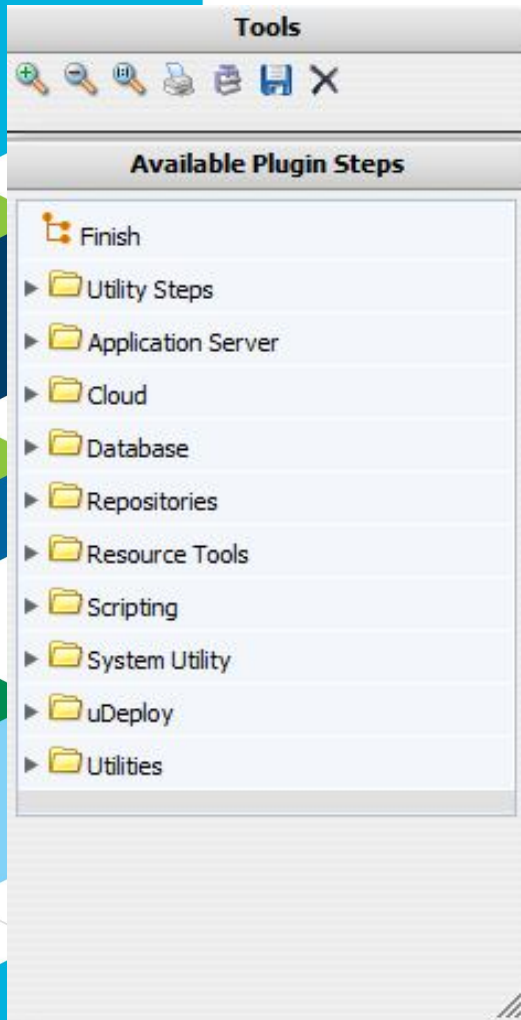 Tools
Available Plugin Steps
Finish
Utility Steps
Application Server
Cloud
Database
Repositories
Resource Tools
Scripting
System Utility
uDeploy
Utilities